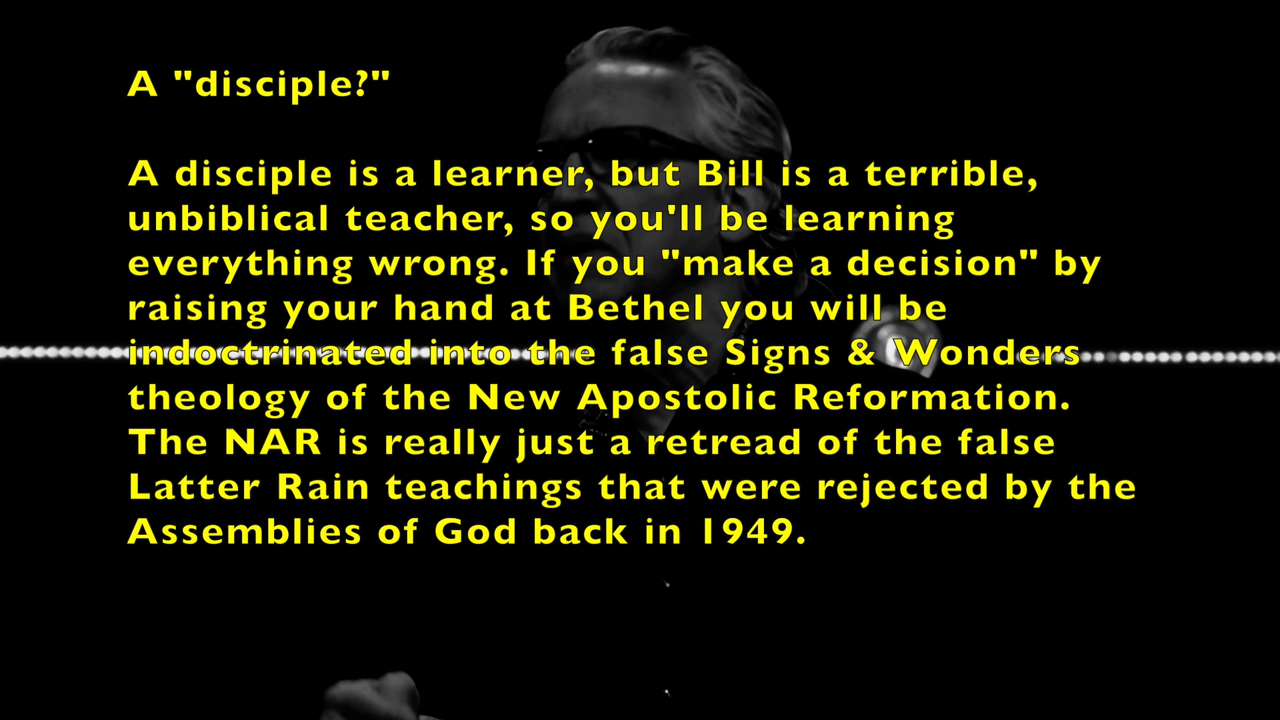 A "disciple?"
A disciple is a learner, but Bill is a terrible,
unbiblical teacher, so you'll be learning
everything wrong. If you "make a decision" by
raising your hand at Bethel you will be
indoctrinated into the false Signs & Wonders
theology of the New Apostolic Reformation.
The NAR is really just a retread of the false
Latter Rain teachings that were rejected by the
Assemblies of God back in 1949.